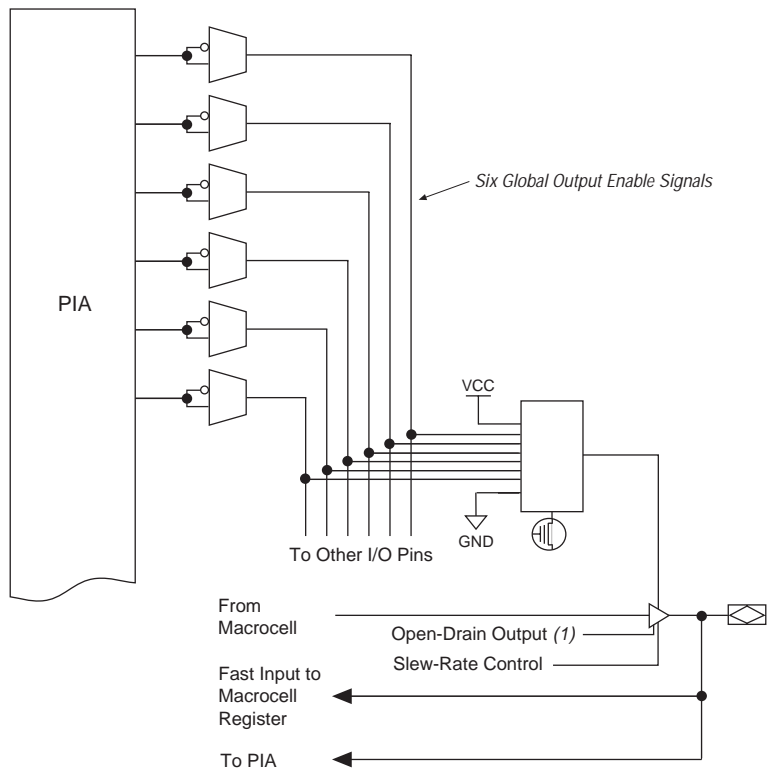 Six Global Output Enable Signals
PIA
VCC
GND
To Other I/O Pins
From
Macrocell
Open-Drain Output (1)
Slew-Rate Control
Fast Input to
Macrocell
Register
To PIA